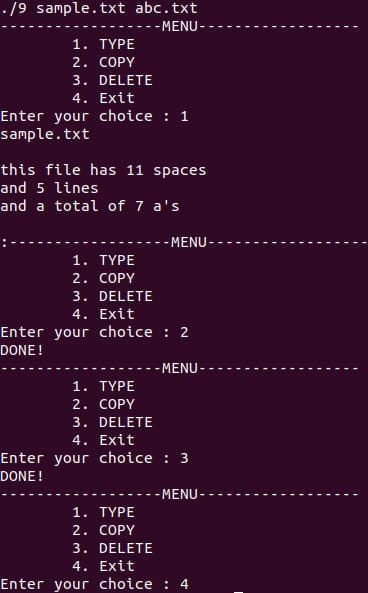 ./9 sample.txt abc.txt
------------------MENU------------------
        1. TYPE
        2. COPY
        3. DELETE
        4. Exit
Enter your choice : 1
sample.txt

this file has 11 spaces
and 5 lines
and a total of 7 a's

:------------------MENU------------------
        1. TYPE
        2. COPY
        3. DELETE
        4. Exit
Enter your choice : 2
DONE!
------------------MENU------------------
        1. TYPE
        2. COPY
        3. DELETE
        4. Exit
Enter your choice : 3
DONE!
------------------MENU------------------
        1. TYPE
        2. COPY
        3. DELETE
        4. Exit
Enter your choice : 4